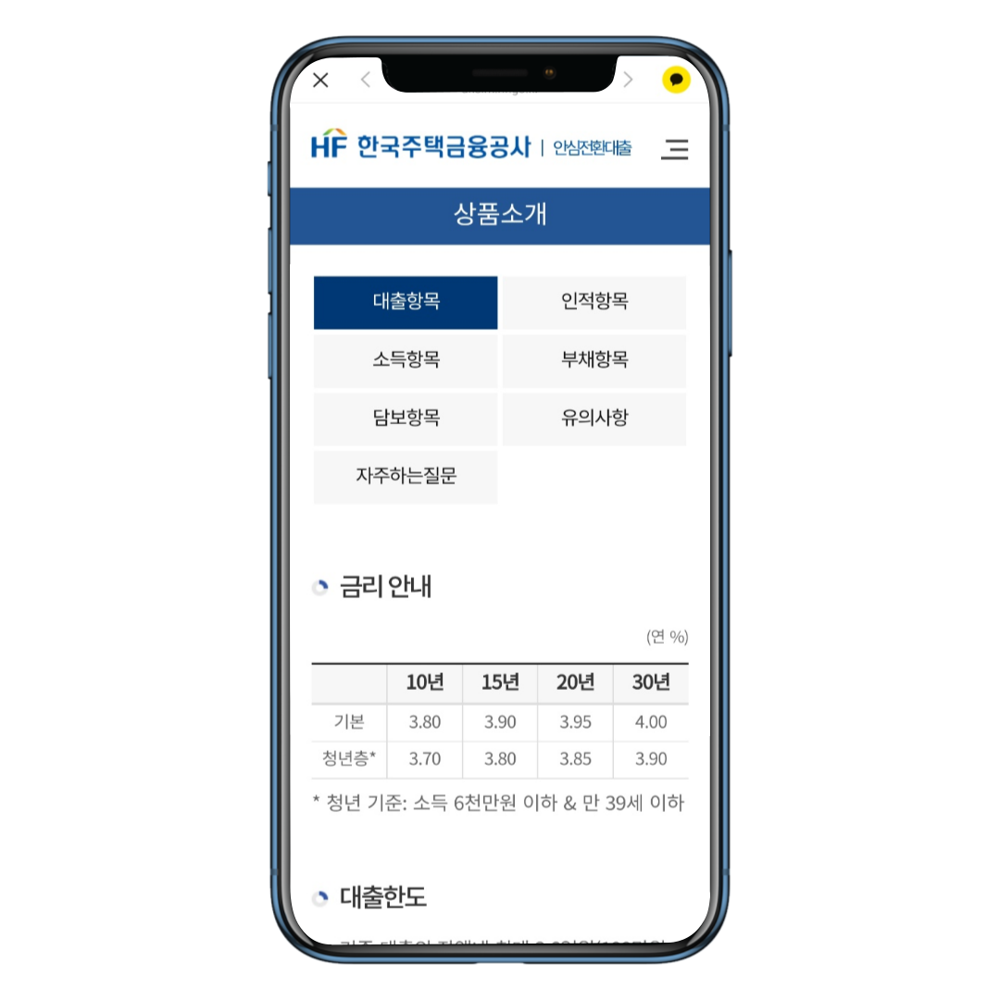 HF 한국주택금융공사 | 안심전환대출
상품소개
대출항목 인적항목
소득항목 부채항목
담보항목 유의사항
자주하는질문
금리 안내
(연 %)
10년 15년 20년 30년
기본 3.80 3.90 3.95 4.00
청년층* 3.70 3.80 3.85 3.90
* 청년 기준: 소득 6천만원 이하 & 만 39세 이하
대출한도